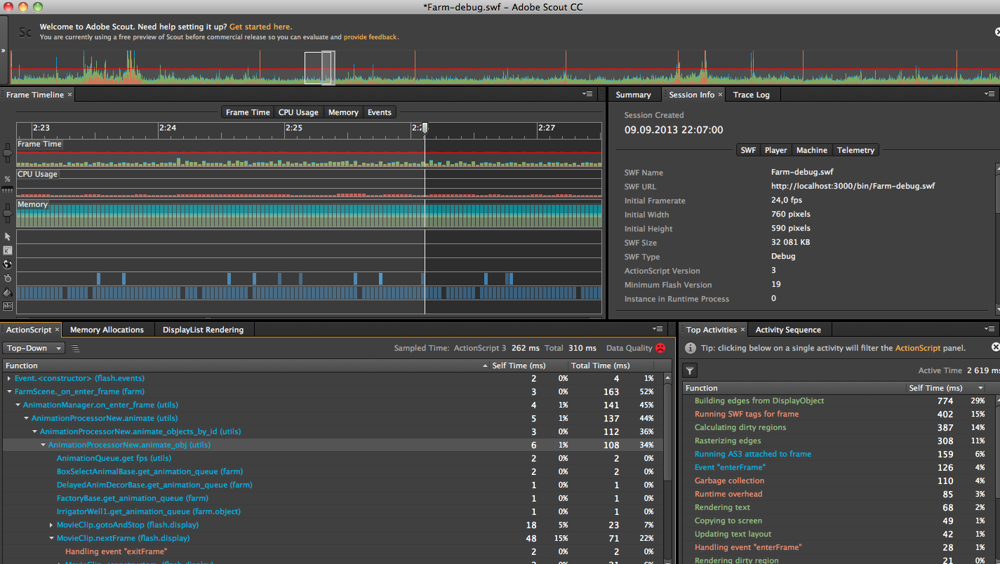 *Farm-debug.swf - Adobe Scout CC
Sc
Welcome to Adobe Scout. Need help setting it up? Get started here.
You are currently using a free preview of Scout before commercial release so you can evaluate and provide feedback.
Frame Timeline
Frame Time CPU Usage Memory Events
2:23 2:24 2:25 2:27
Frame Time
CPU Usage
Memory
%
abc
Summary Session Info Trace Log
Session Created
09.09.2013 22:07:00
SWF Player Machine Telemetry
SWF Name Farm-debug.swf
SWF URL http://localhost:3000/bin/Farm-debug.swf
Initial Framerate 24,0 fps
Initial Width 760 pixels
Initial Height 590 pixels
SWF Size 32 081 KB
SWF Type Debug
ActionScript Version 3
Minimum Flash Version 19
Instance in Runtime Process 0
ActionScript Memory Allocations DisplayList Rendering
Top-Down Sampled Time: ActionScript 3 262 ms Total 310 ms Data Quality
Function Self Time (ms) Total Time (ms)
Event.<constructor> (flash.events) 2 0% 4 1%
FarmScene._on_enter_frame (farm) 3 0% 163 52%
AnimationManager.on_enter_frame (utils) 4 1% 141 45%
AnimationProcessorNew.animate (utils) 5 1% 137 44%
AnimationProcessorNew.animate_objects_by_id (utils) 3 0% 112 36%
AnimationProcessorNew.animate_obj (utils) 6 1% 108 34%
AnimationQueue.get fps (utils) 2 0% 2 0%
BoxSelectAnimalBase.get_animation_queue (farm) 2 0% 2 0%
DelayedAnimDecorBase.get_animation_queue (farm) 1 0% 1 0%
FactoryBase.get_animation_queue (farm) 1 0% 1 0%
IrrigatorWell1.get_animation_queue (farm.object) 1 0% 1 0%
MovieClip.gotoAndStop (flash.display) 18 5% 23 7%
MovieClip.nextFrame (flash.display) 48 15% 71 22%
Handling event "exitFrame" 2 0% 2 0%
Top Activities Activity Sequence
Tip: clicking below on a single activity will filter the ActionScript panel.
Active Time 2 619 ms
Function Self Time (ms)
Building edges from DisplayObject 774 29%
Running SWF tags for frame 402 15%
Calculating dirty regions 387 14%
Rasterizing edges 308 11%
Running AS3 attached to frame 159 6%
Event "enterFrame" 126 4%
Garbage collection 110 4%
Runtime overhead 85 3%
Rendering text 68 2%
Copying to screen 49 1%
Updating text layout 42 1%
Handling event "enterFrame" 28 1%
Rendering dirty region 21 0%